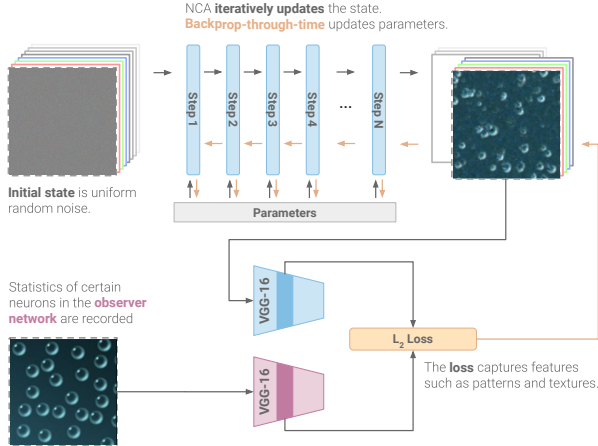 NCA iteratively updates the state.
Backprop-through-time updates parameters.
Step 1
Step 2
Step 3
Step 4
...
Step N
Parameters
Initial state is uniform
random noise.
Statistics of certain
neurons in the observer
network are recorded
VGG-16
VGG-16
L2 Loss
The loss captures features
such as patterns and textures.